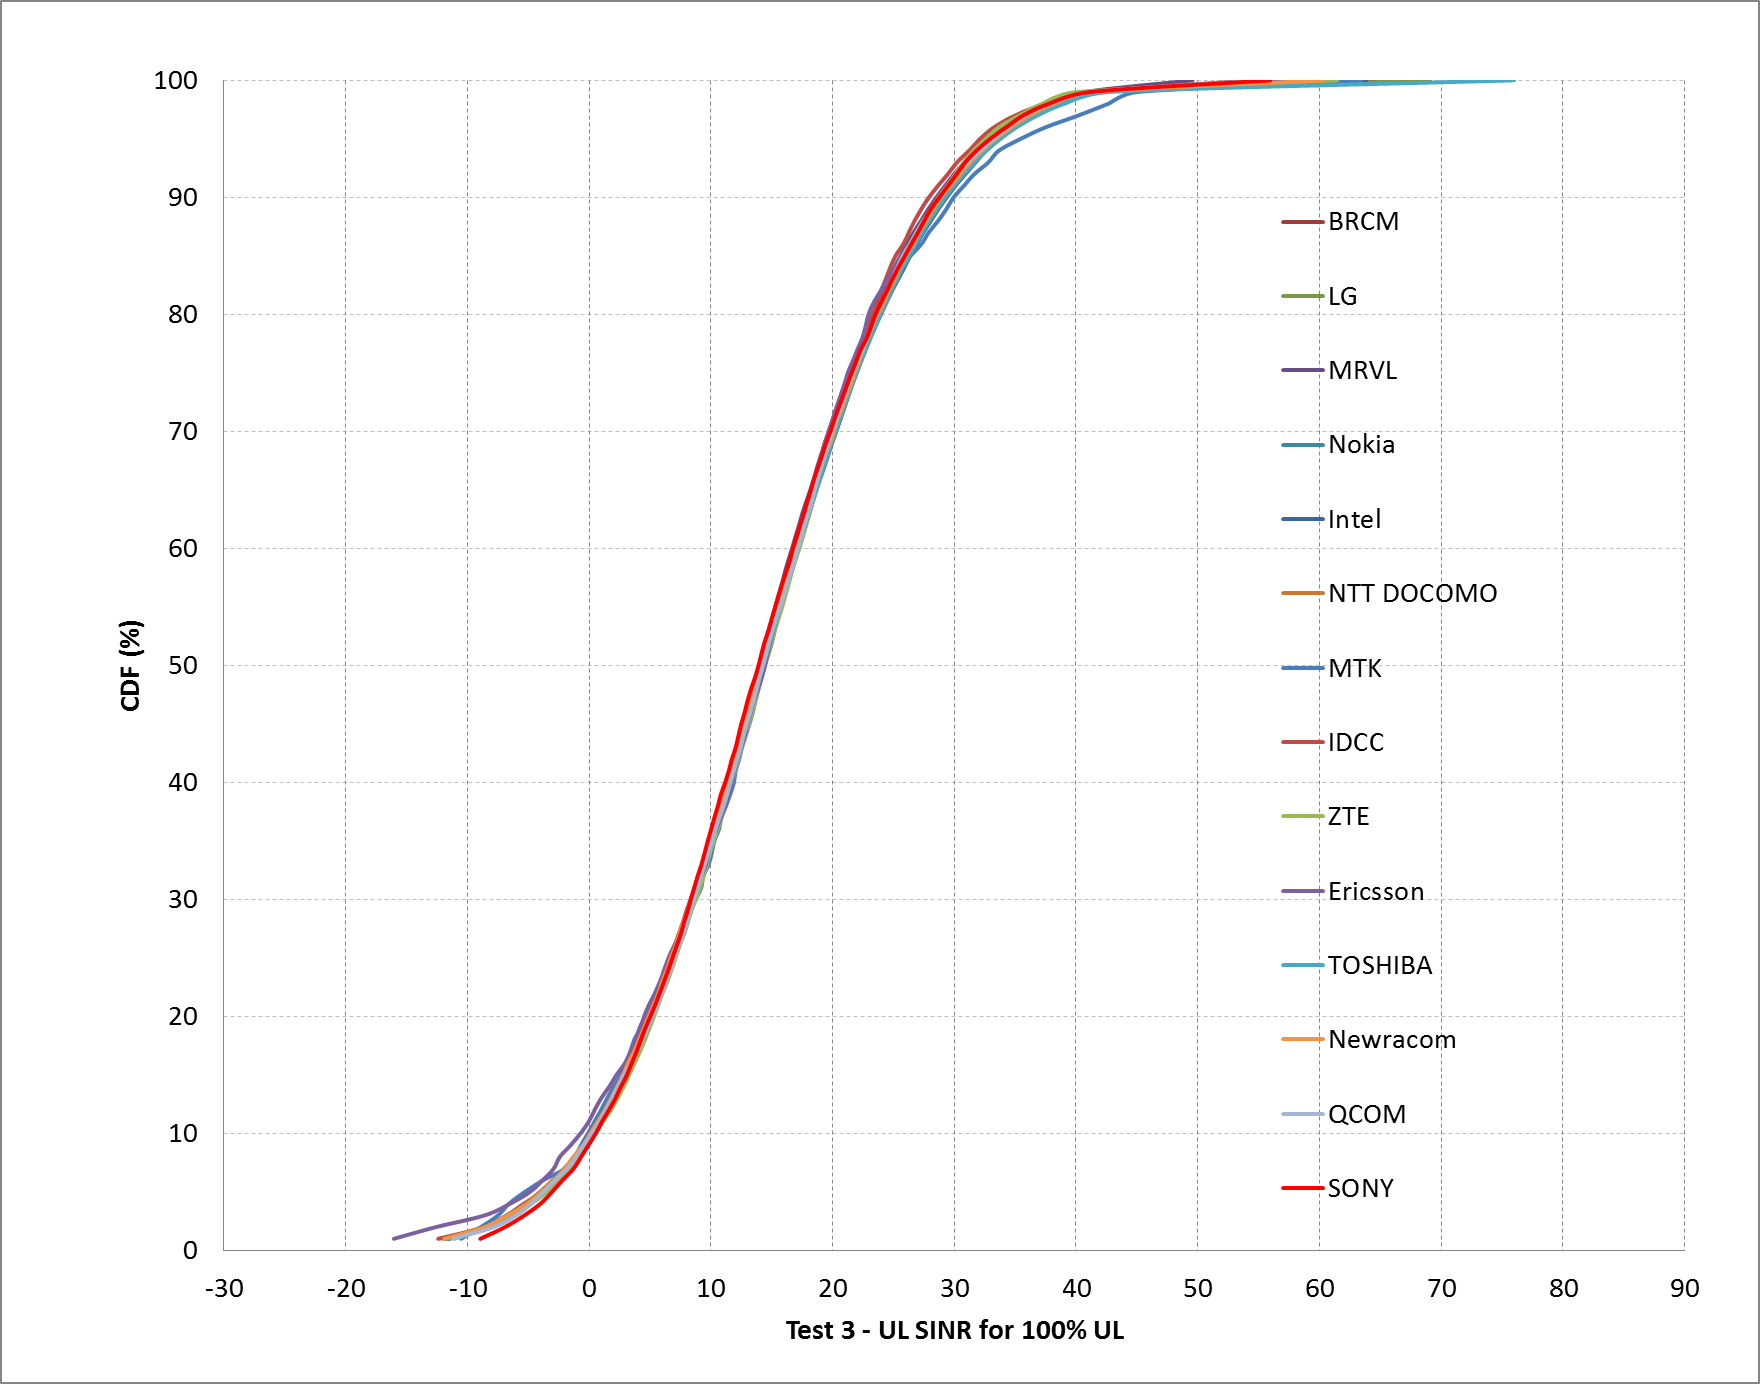 100
90
80
70
60
50
40
30
20
10
0
CDF (%)
BRCM
LG
MRVL
Nokia
Intel
NTT DOCOMO
MTK
IDCC
ZTE
Ericsson
TOSHIBA
Newracom
QCOM
SONY
-30 -20 -10 0 10 20 30 40 50 60 70 80 90
Test 3 - UL SINR for 100% UL